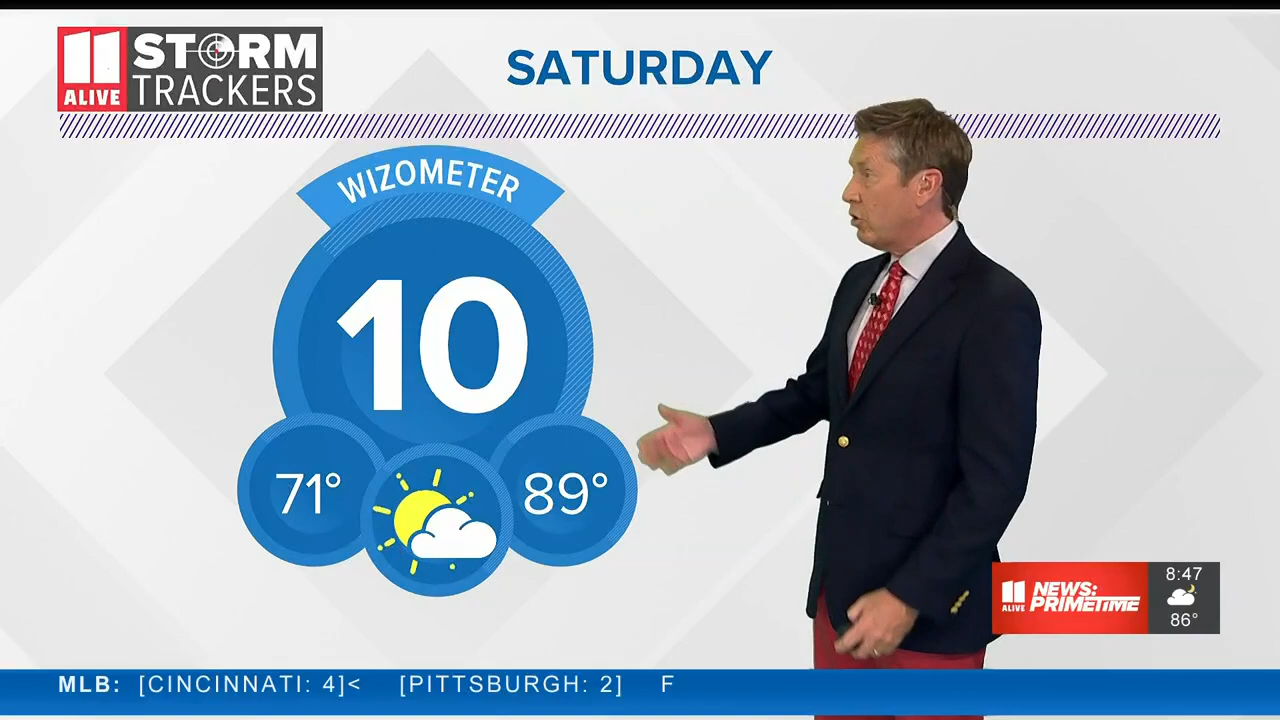 11 ALIVE
STORM
TRACKERS
SATURDAY
WIZOMETER
10
71°
89°
11 ALIVE
NEWS:
PRIMETIME
8:47
86°
MLB: [CINCINNATI: 4]< [PITTSBURGH: 2] F